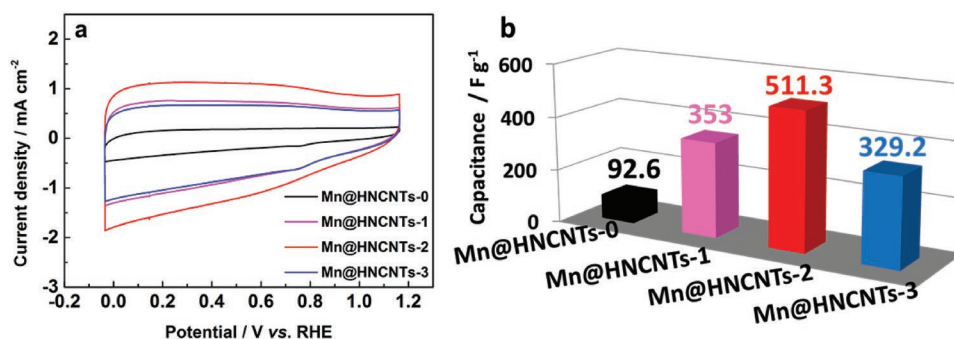 a
Current density / mA cm-2
2
1
0
-1
-2
-3
Mn@HNCNTs-0
Mn@HNCNTs-1
Mn@HNCNTs-2
Mn@HNCNTs-3
-0.2 0.0 0.2 0.4 0.6 0.8 1.0 1.2
Potential / V vs. RHE
b
Capacitance / F g-1
600
400
200
0
92.6
353
511.3
329.2
Mn@HNCNTs-0
Mn@HNCNTs-1
Mn@HNCNTs-2
Mn@HNCNTs-3